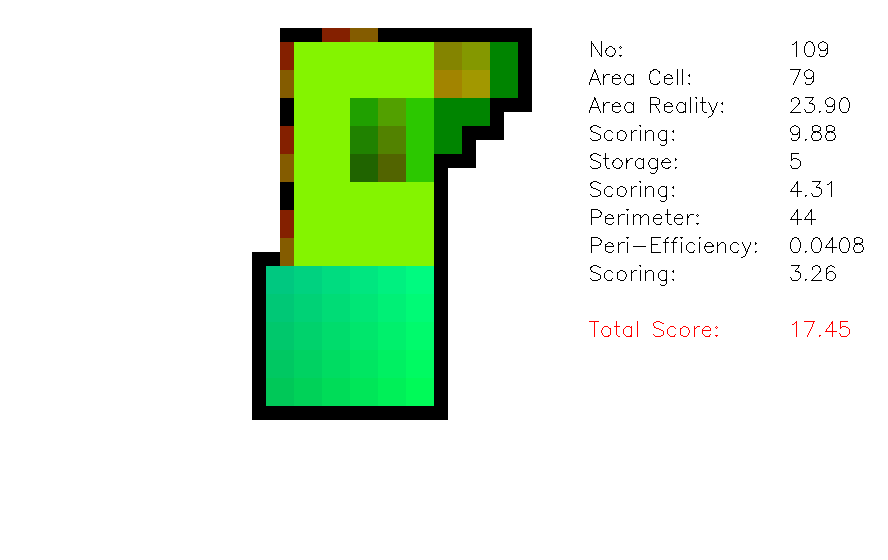 No: 109
Area Cell: 79
Area Reality: 23.90
Scoring: 9.88
Storage: 5
Scoring: 4.31
Perimeter: 44
Peri-Efficiency: 0.0408
Scoring: 3.26
Total Score: 17.45